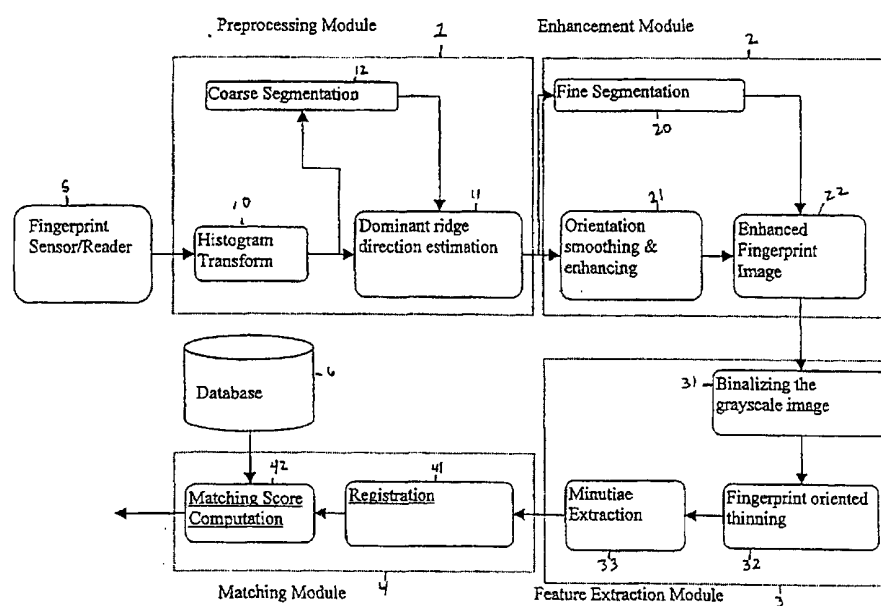 Preprocessing Module
Enhancement Module
1
2
12
Coarse Segmentation
Fine Segmentation
20
5
Fingerprint
Sensor/Reader
10
Histogram
Transform
11
Dominant ridge
direction estimation
21
Orientation
smoothing &
enhancing
22
Enhanced
Fingerprint
Image
Database
6
31
Binalizing the
grayscale image
42
Matching Score
Computation
41
Registration
Minutiae
Extraction
33
Fingerprint oriented
thinning
32
Matching Module
4
Feature Extraction Module
3